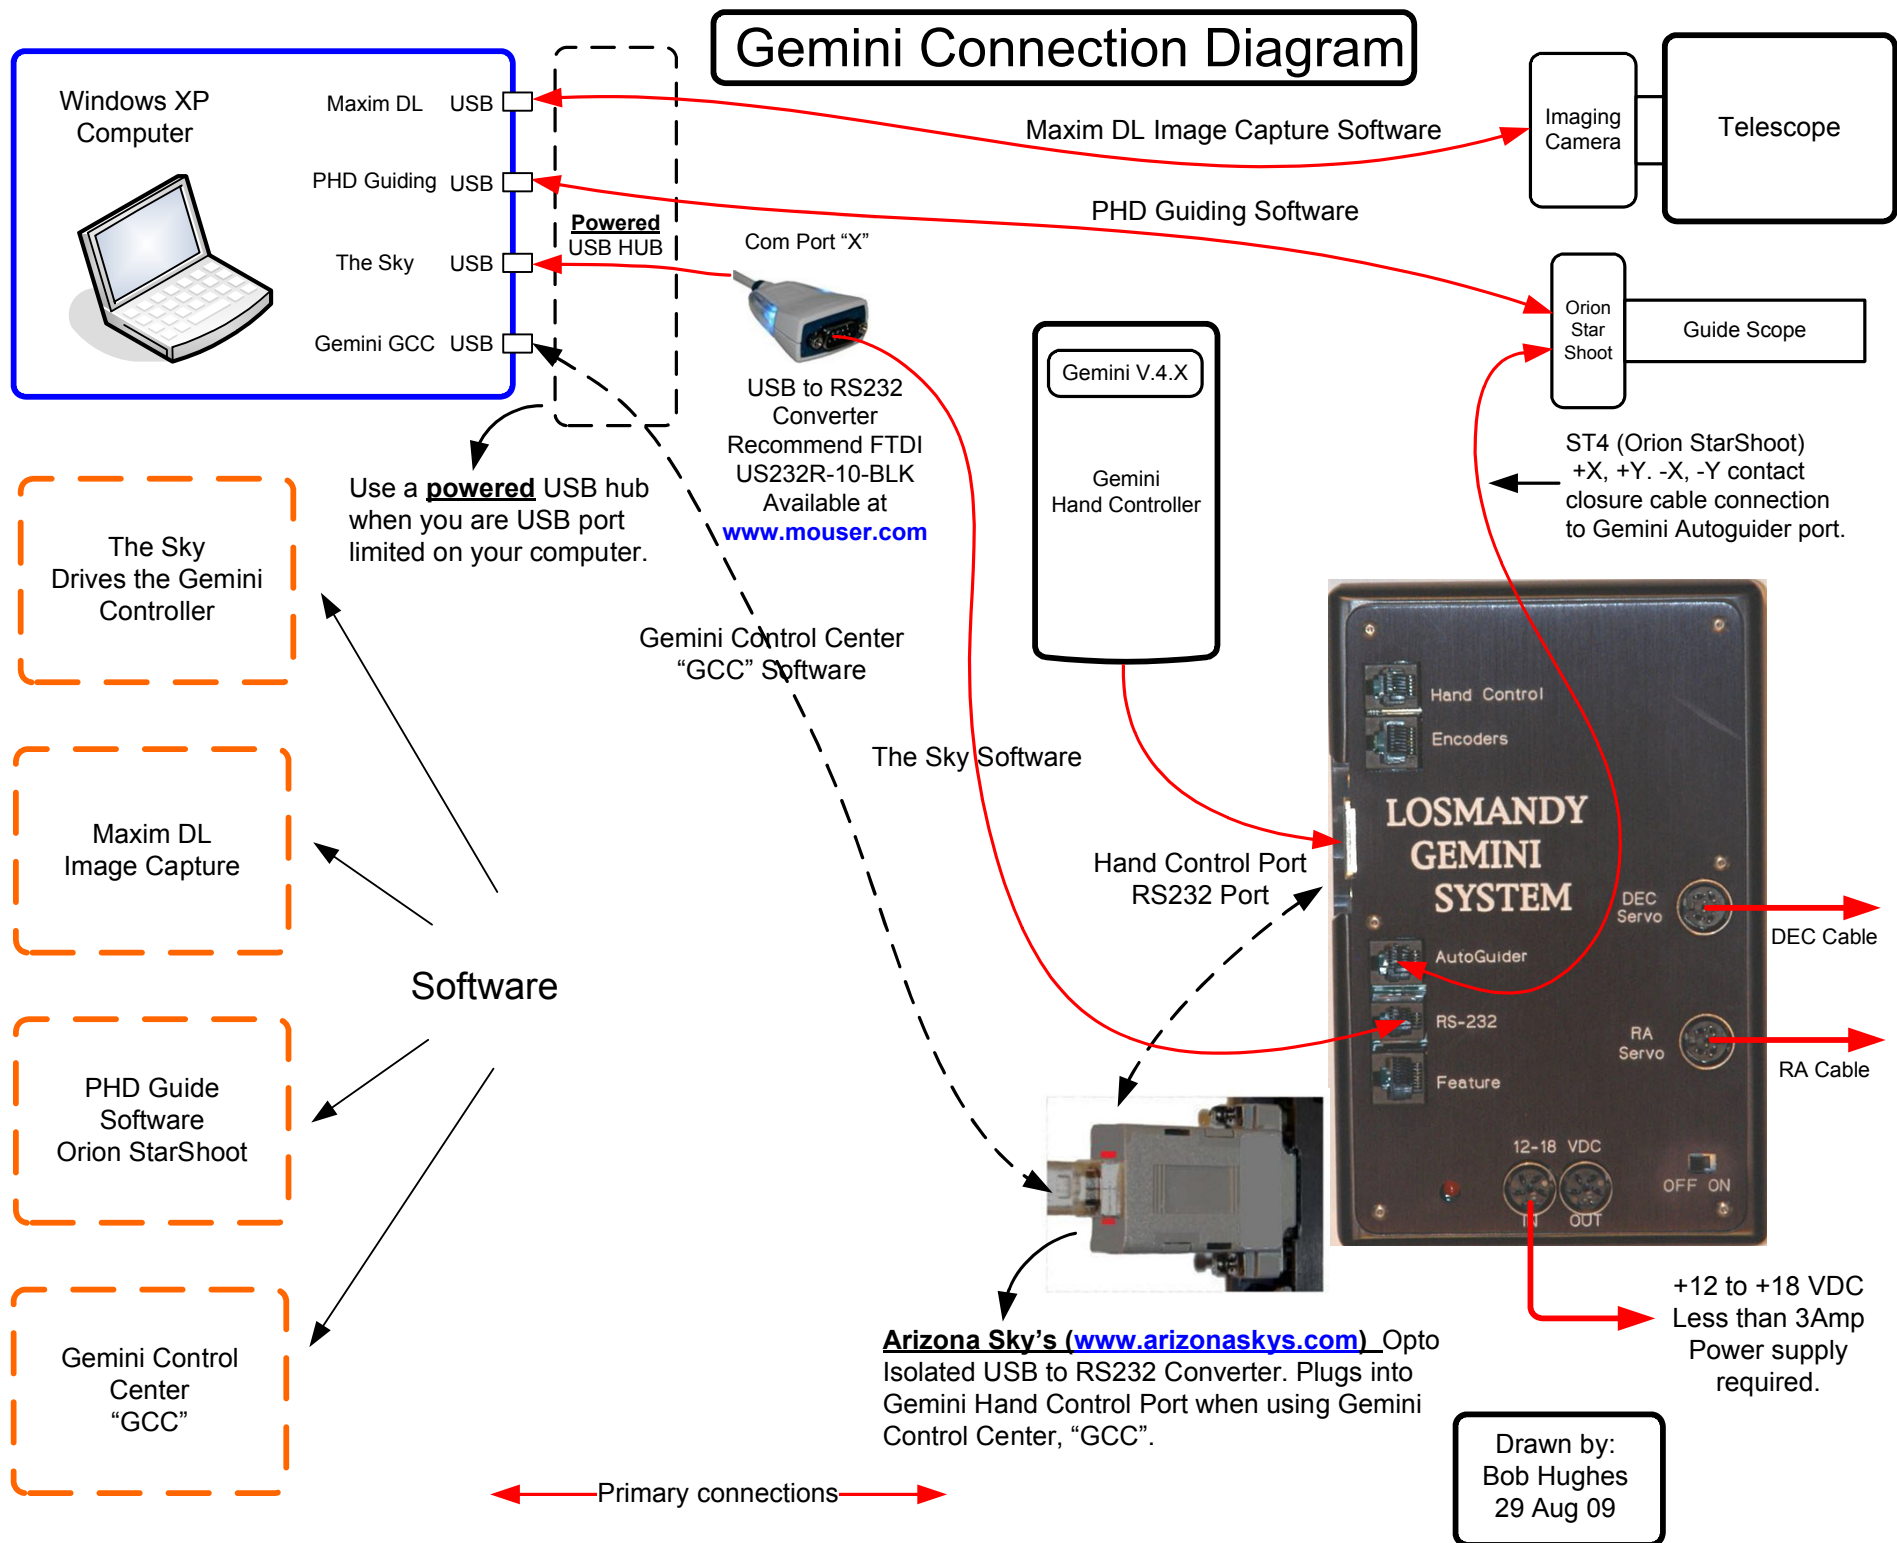 Gemini Connection Diagram
Windows XP
Computer
Maxim DL USB
PHD Guiding USB
The Sky USB
Gemini GCC USB
Powered
USB HUB
Com Port “X”
Maxim DL Image Capture Software
PHD Guiding Software
Imaging
Camera
Telescope
Orion
Star
Shoot
Guide Scope
USB to RS232
Converter
Recommend FTDI
US232R-10-BLK
Available at
www.mouser.com
Gemini V.4.X
Gemini
Hand Controller
ST4 (Orion StarShoot)
+X, +Y. -X, -Y contact
closure cable connection
to Gemini Autoguider port.
Use a powered USB hub
when you are USB port
limited on your computer.
The Sky
Drives the Gemini
Controller
Gemini Control Center
“GCC” Software
The Sky Software
Hand Control
Encoders
LOSMANDY
GEMINI
SYSTEM
Hand Control Port
RS232 Port
DEC
Servo
DEC Cable
AutoGuider
RS-232
Feature
RA
Servo
RA Cable
12-18 VDC
IN OUT
OFF ON
Maxim DL
Image Capture
Software
PHD Guide
Software
Orion StarShoot
Gemini Control
Center
“GCC”
+12 to +18 VDC
Less than 3Amp
Power supply
required.
Arizona Sky’s (www.arizonaskys.com) Opto
Isolated USB to RS232 Converter. Plugs into
Gemini Hand Control Port when using Gemini
Control Center, “GCC”.
Primary connections
Drawn by:
Bob Hughes
29 Aug 09